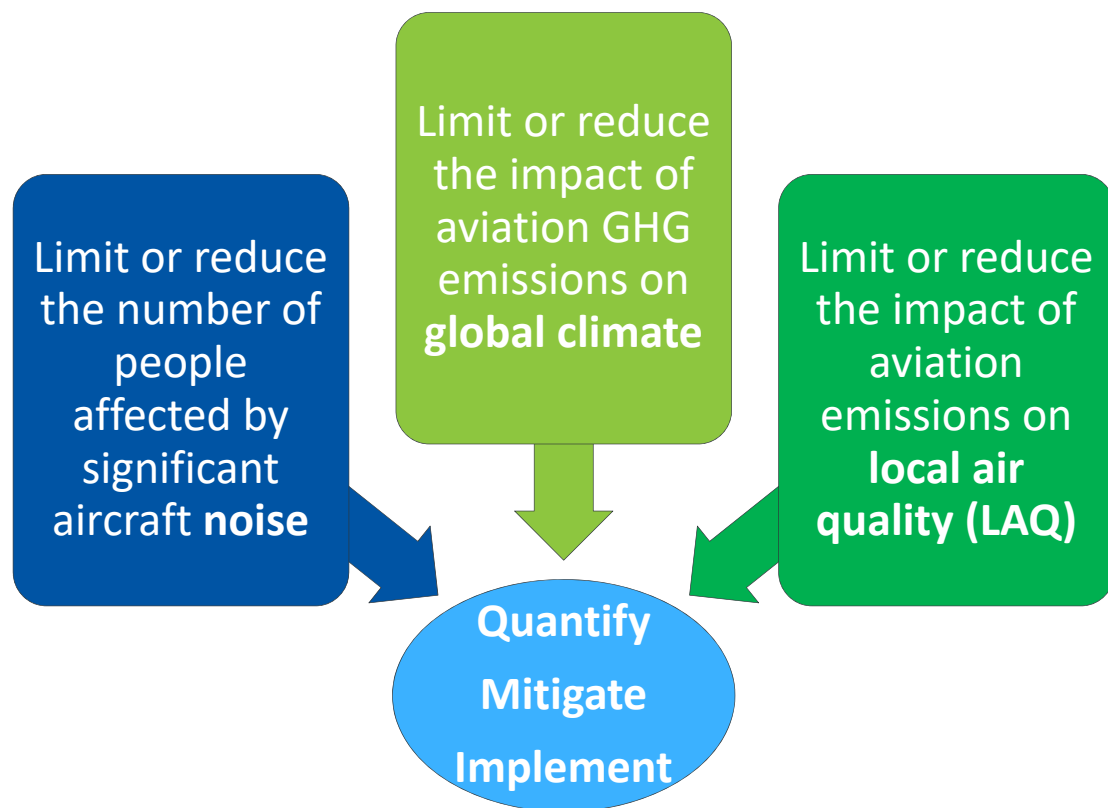 Limit or reduce
the number of
people
affected by
significant
aircraft noise
Limit or reduce
the impact of
aviation GHG
emissions on
global climate
Limit or reduce
the impact of
aviation
emissions on
local air
quality (LAQ)
Quantify
Mitigate
Implement